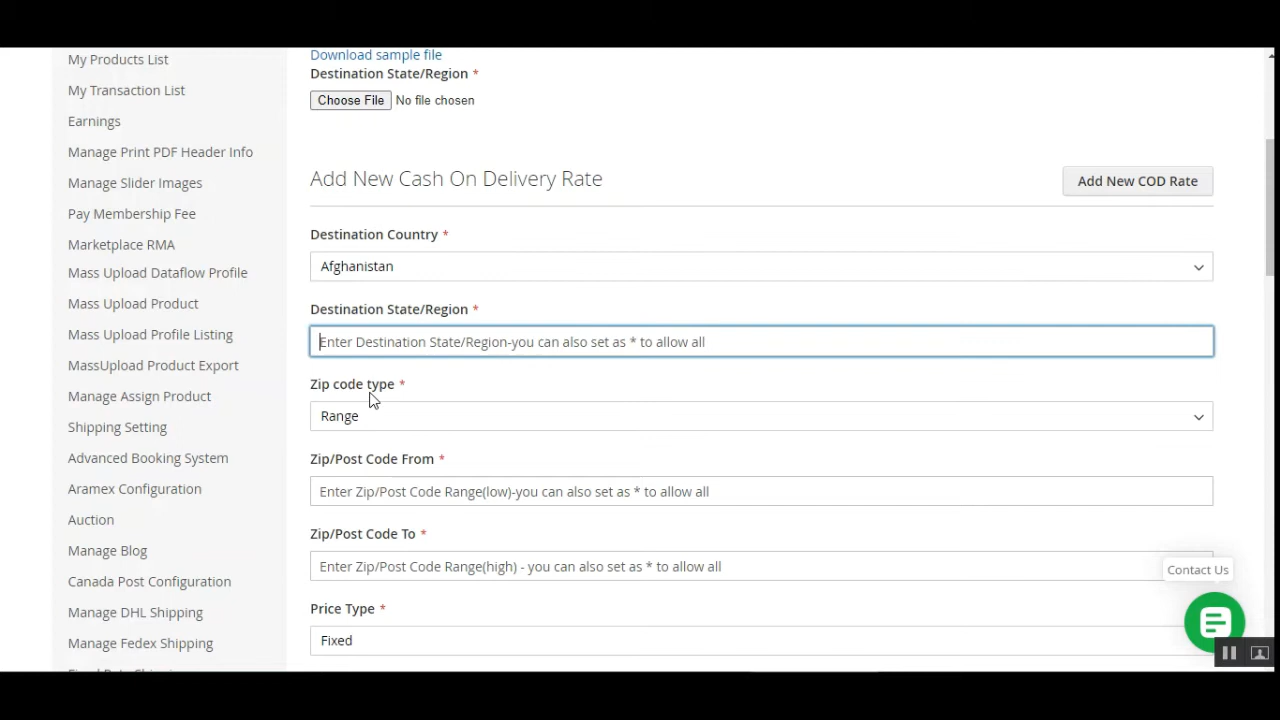 My Products List
My Transaction List
Earnings
Manage Print PDF Header Info
Manage Slider Images
Pay Membership Fee
Marketplace RMA
Mass Upload Dataflow Profile
Mass Upload Product
Mass Upload Profile Listing
MassUpload Product Export
Manage Assign Product
Shipping Setting
Advanced Booking System
Aramex Configuration
Auction
Manage Blog
Canada Post Configuration
Manage DHL Shipping
Manage Fedex Shipping
Download sample file
Destination State/Region *
Choose File No file chosen
Add New Cash On Delivery Rate
Add New COD Rate
Destination Country *
Afghanistan
Destination State/Region *
Enter Destination State/Region-you can also set as * to allow all
Zip code type *
Range
Zip/Post Code From *
Enter Zip/Post Code Range(low)-you can also set as * to allow all
Zip/Post Code To *
Enter Zip/Post Code Range(high) - you can also set as * to allow all
Price Type *
Fixed
Contact Us